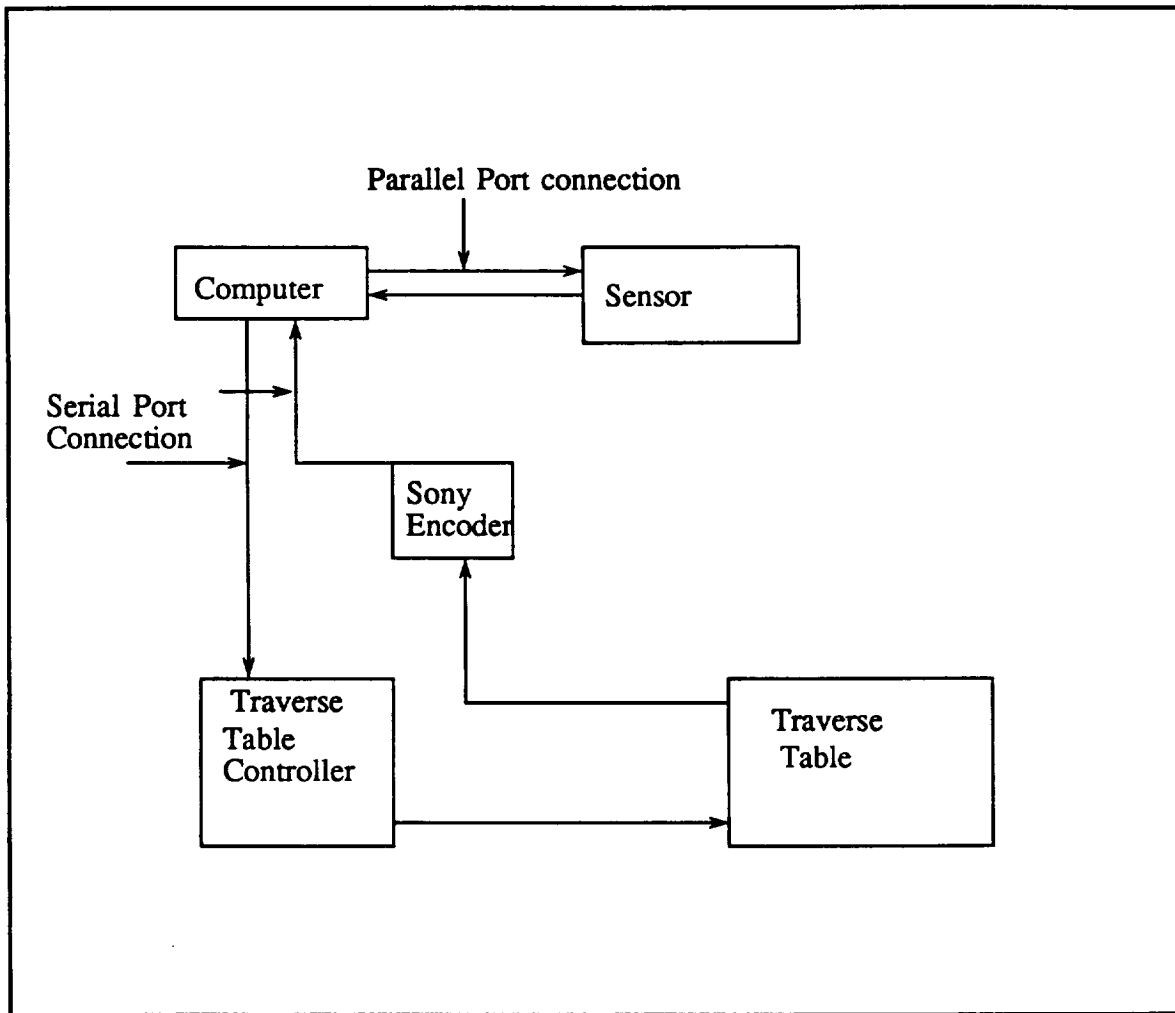 Parallel Port connection
Computer
Sensor
Serial Port
Connection
Sony
Encoder
Traverse
Table
Controller
Traverse
Table